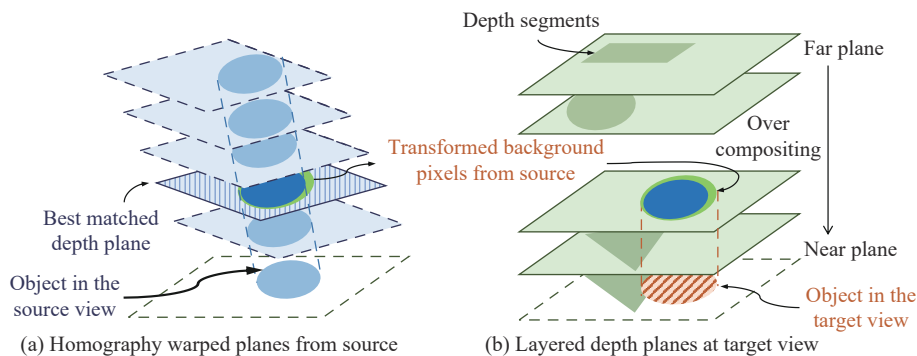 Depth segments
Far plane
Over
compositing
Transformed background
pixels from source
Best matched
depth plane
Near plane
Object in the
source view
Object in the
target view
(a) Homography warped planes from source
(b) Layered depth planes at target view